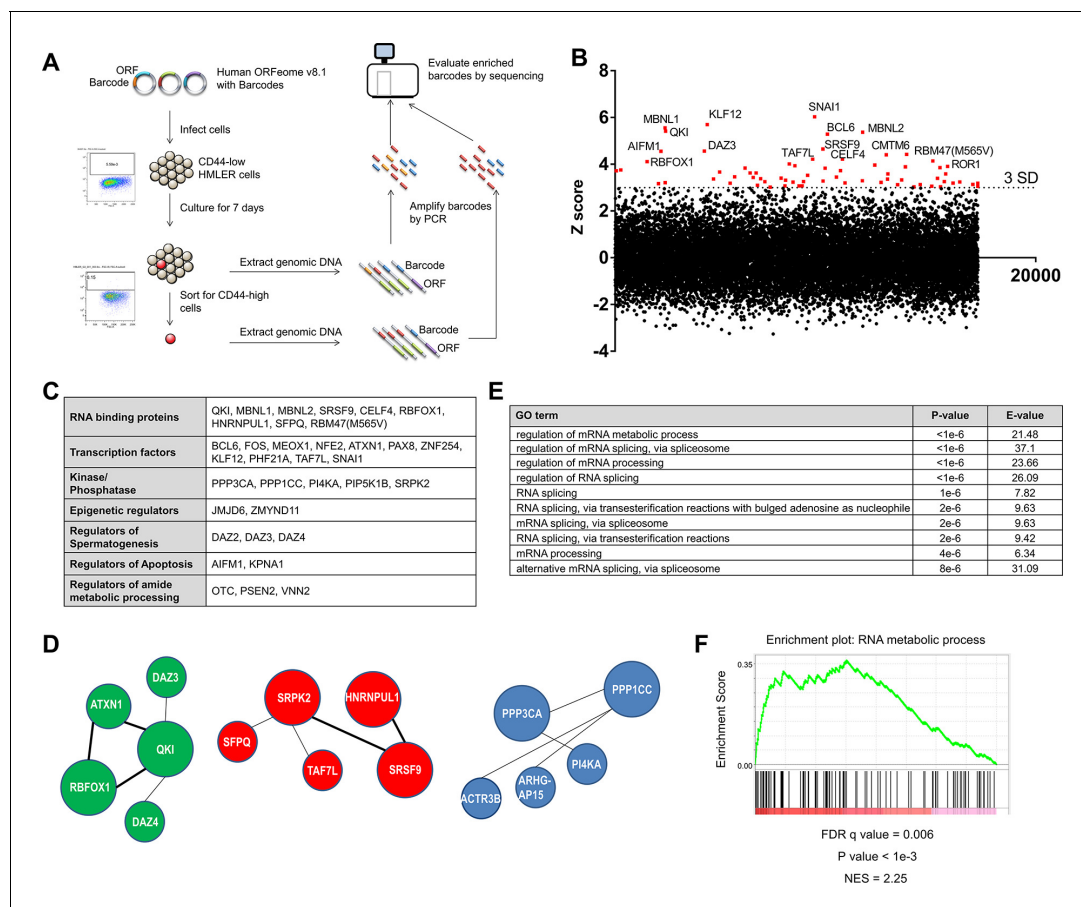 A
ORF
Barcode
Human ORFeome v8.1
with Barcodes
Infect cells
CD44-low
HMLER cells
Culture for 7 days
Sort for CD44-high
cells
Extract genomic DNA
Extract genomic DNA
Barcode
ORF
Barcode
ORF
Amplify barcodes
by PCR
Evaluate enriched
barcodes by sequencing
0.15
B
Z score
8
6
4
2
0
-2
-4
20000
3 SD
SNAI1
KLF12
MBNL1
QKI
BCL6
MBNL2
AIFM1
DAZ3
SRSF9
CMTM6
RBFOX1
TAF7L
CELF4
RBM47(M565V)
ROR1
C
RNA binding proteins
QKI, MBNL1, MBNL2, SRSF9, CELF4, RBFOX1,
HNRNPUL1, SFPQ, RBM47(M565V)
Transcription factors
BCL6, FOS, MEOX1, NFE2, ATXN1, PAX8, ZNF254,
KLF12, PHF21A, TAF7L, SNAI1
Kinase/
Phosphatase
PPP3CA, PPP1CC, PI4KA, PIP5K1B, SRPK2
Epigenetic regulators
JMJD6, ZMYND11
Regulators of
Spermatogenesis
DAZ2, DAZ3, DAZ4
Regulators of Apoptosis
AIFM1, KPNA1
Regulators of amide
metabolic processing
OTC, PSEN2, VNN2
E
GO term P-value E-value
regulation of mRNA metabolic process <1e-6 21.48
regulation of mRNA splicing, via spliceosome <1e-6 37.1
regulation of mRNA processing <1e-6 23.66
regulation of RNA splicing <1e-6 26.09
RNA splicing 1e-6 7.82
RNA splicing, via transesterification reactions with bulged adenosine as nucleophile 2e-6 9.63
mRNA splicing, via spliceosome 2e-6 9.63
RNA splicing, via transesterification reactions 2e-6 9.42
mRNA processing 4e-6 6.34
alternative mRNA splicing, via spliceosome 8e-6 31.09
D
DAZ3
ATXN1
QKI
RBFOX1
DAZ4
SRPK2
HNRNPUL1
SFPQ
TAF7L
SRSF9
PPP1CC
PPP3CA
PI4KA
ARHG-
AP15
ACTR3B
F
Enrichment plot: RNA metabolic process
Enrichment Score
0.35
0.00
FDR q value = 0.006
P value < 1e-3
NES = 2.25